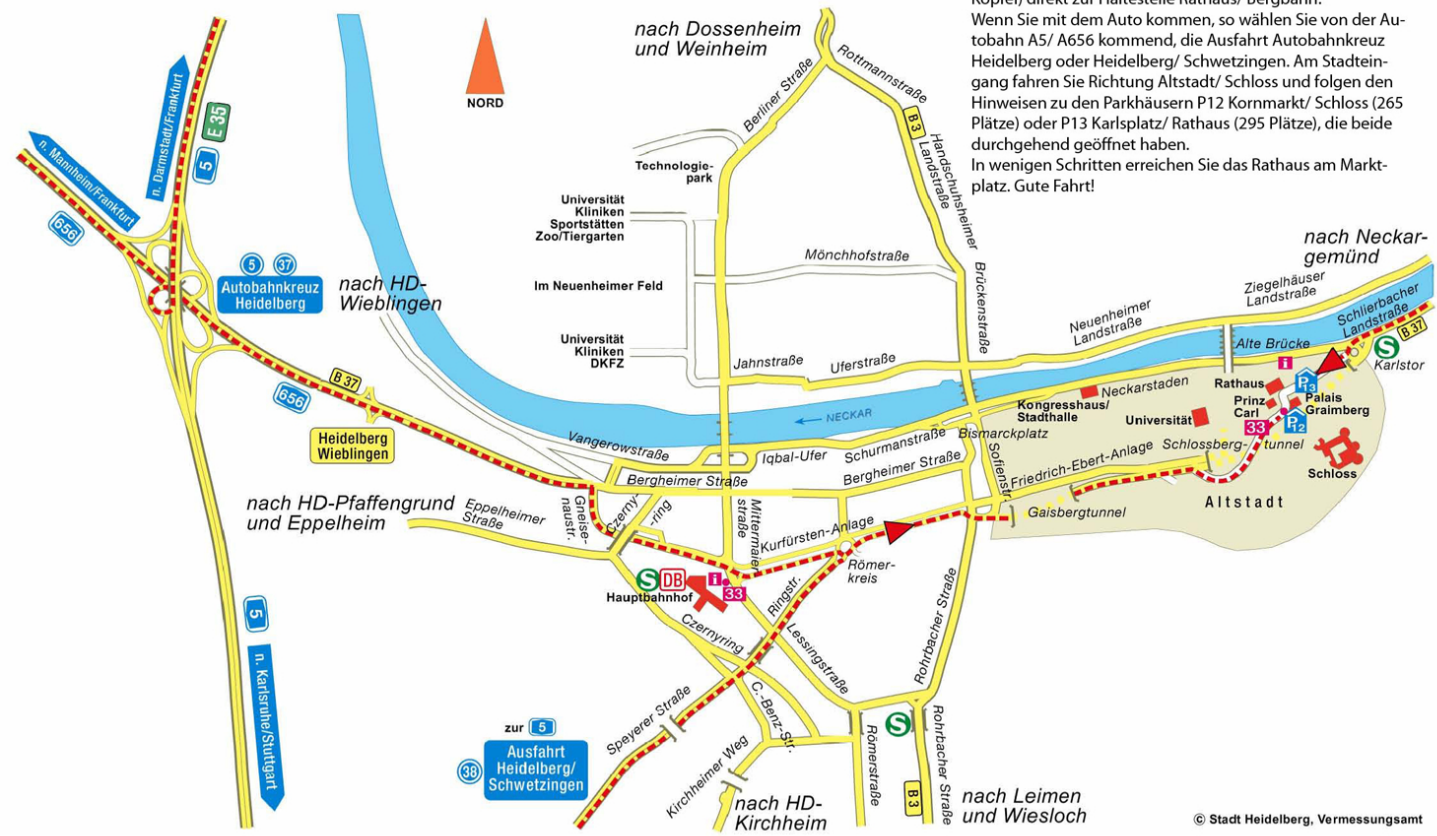 Köpfel) direkt zur Haltestelle Rathaus/ Bergbahn.
Wenn Sie mit dem Auto kommen, so wählen Sie von der Au-
tobahn A5/ A656 kommend, die Ausfahrt Autobahnkreuz
Heidelberg oder Heidelberg/ Schwetzingen. Am Stadtein-
gang fahren Sie Richtung Altstadt/ Schloss und folgen den
Hinweisen zu den Parkhäusern P12 Kornmarkt/ Schloss (265
Plätze) oder P13 Karlsplatz/ Rathaus (295 Plätze), die beide
durchgehend geöffnet haben.
In wenigen Schritten erreichen Sie das Rathaus am Markt-
platz. Gute Fahrt!
nach Dossenheim
und Weinheim
NORD
n. Darmstadt/Frankfurt
E 35
5
n. Mannheim/Frankfurt
656
5
37
Autobahnkreuz
Heidelberg
nach HD-
Wieblingen
Berliner Straße
Rottmannstraße
B3
Handschuhsheimer
Landstraße
Technologie-
park
Universität
Kliniken
Sportstätten
Zoo/Tiergarten
Mönchhofstraße
Im Neuenheimer Feld
Brückenstraße
Universität
Kliniken
DKFZ
Jahnstraße
Uferstraße
Neuenheimer
Landstraße
Ziegelhäuser
Landstraße
nach Neckar-
gemünd
Schlierbacher
Landstraße
B 37
Alte Brücke
i
S
Karlstor
Rathaus
P13
Prinz
Carl
Palais
Graimberg
33
P12
Neckarstaden
Kongresshaus/
Stadthalle
Universität
Schlossberg-
tunnel
Schloss
Altstadt
NECKAR
B 37
656
Heidelberg
Wieblingen
Vangerowstraße
Iqbal-Ufer
Schurmanstraße
Bismarckplatz
Bergheimer Straße
Bergheimer Straße
Sofienstr.
Friedrich-Ebert-Anlage
Gaisbergtunnel
nach HD-Pfaffengrund
und Eppelheim
Eppelheimer
Straße
Gneise-
naustr.
Czerny-
-ring
Mittermaier
straße
Kurfürsten-Anlage
Römer-
kreis
S
DB
i
33
Hauptbahnhof
Ringstr.
Czernyring
Lessingstraße
Rohrbacher Straße
5
n. Karlsruhe/Stuttgart
Speyerer Straße
C.-Benz-Str.
zur 5
38
Ausfahrt
Heidelberg/
Schwetzingen
Kirchheimer Weg
nach HD-
Kirchheim
Römerstraße
S
Rohrbacher Straße
B3
nach Leimen
und Wiesloch
© Stadt Heidelberg, Vermessungsamt